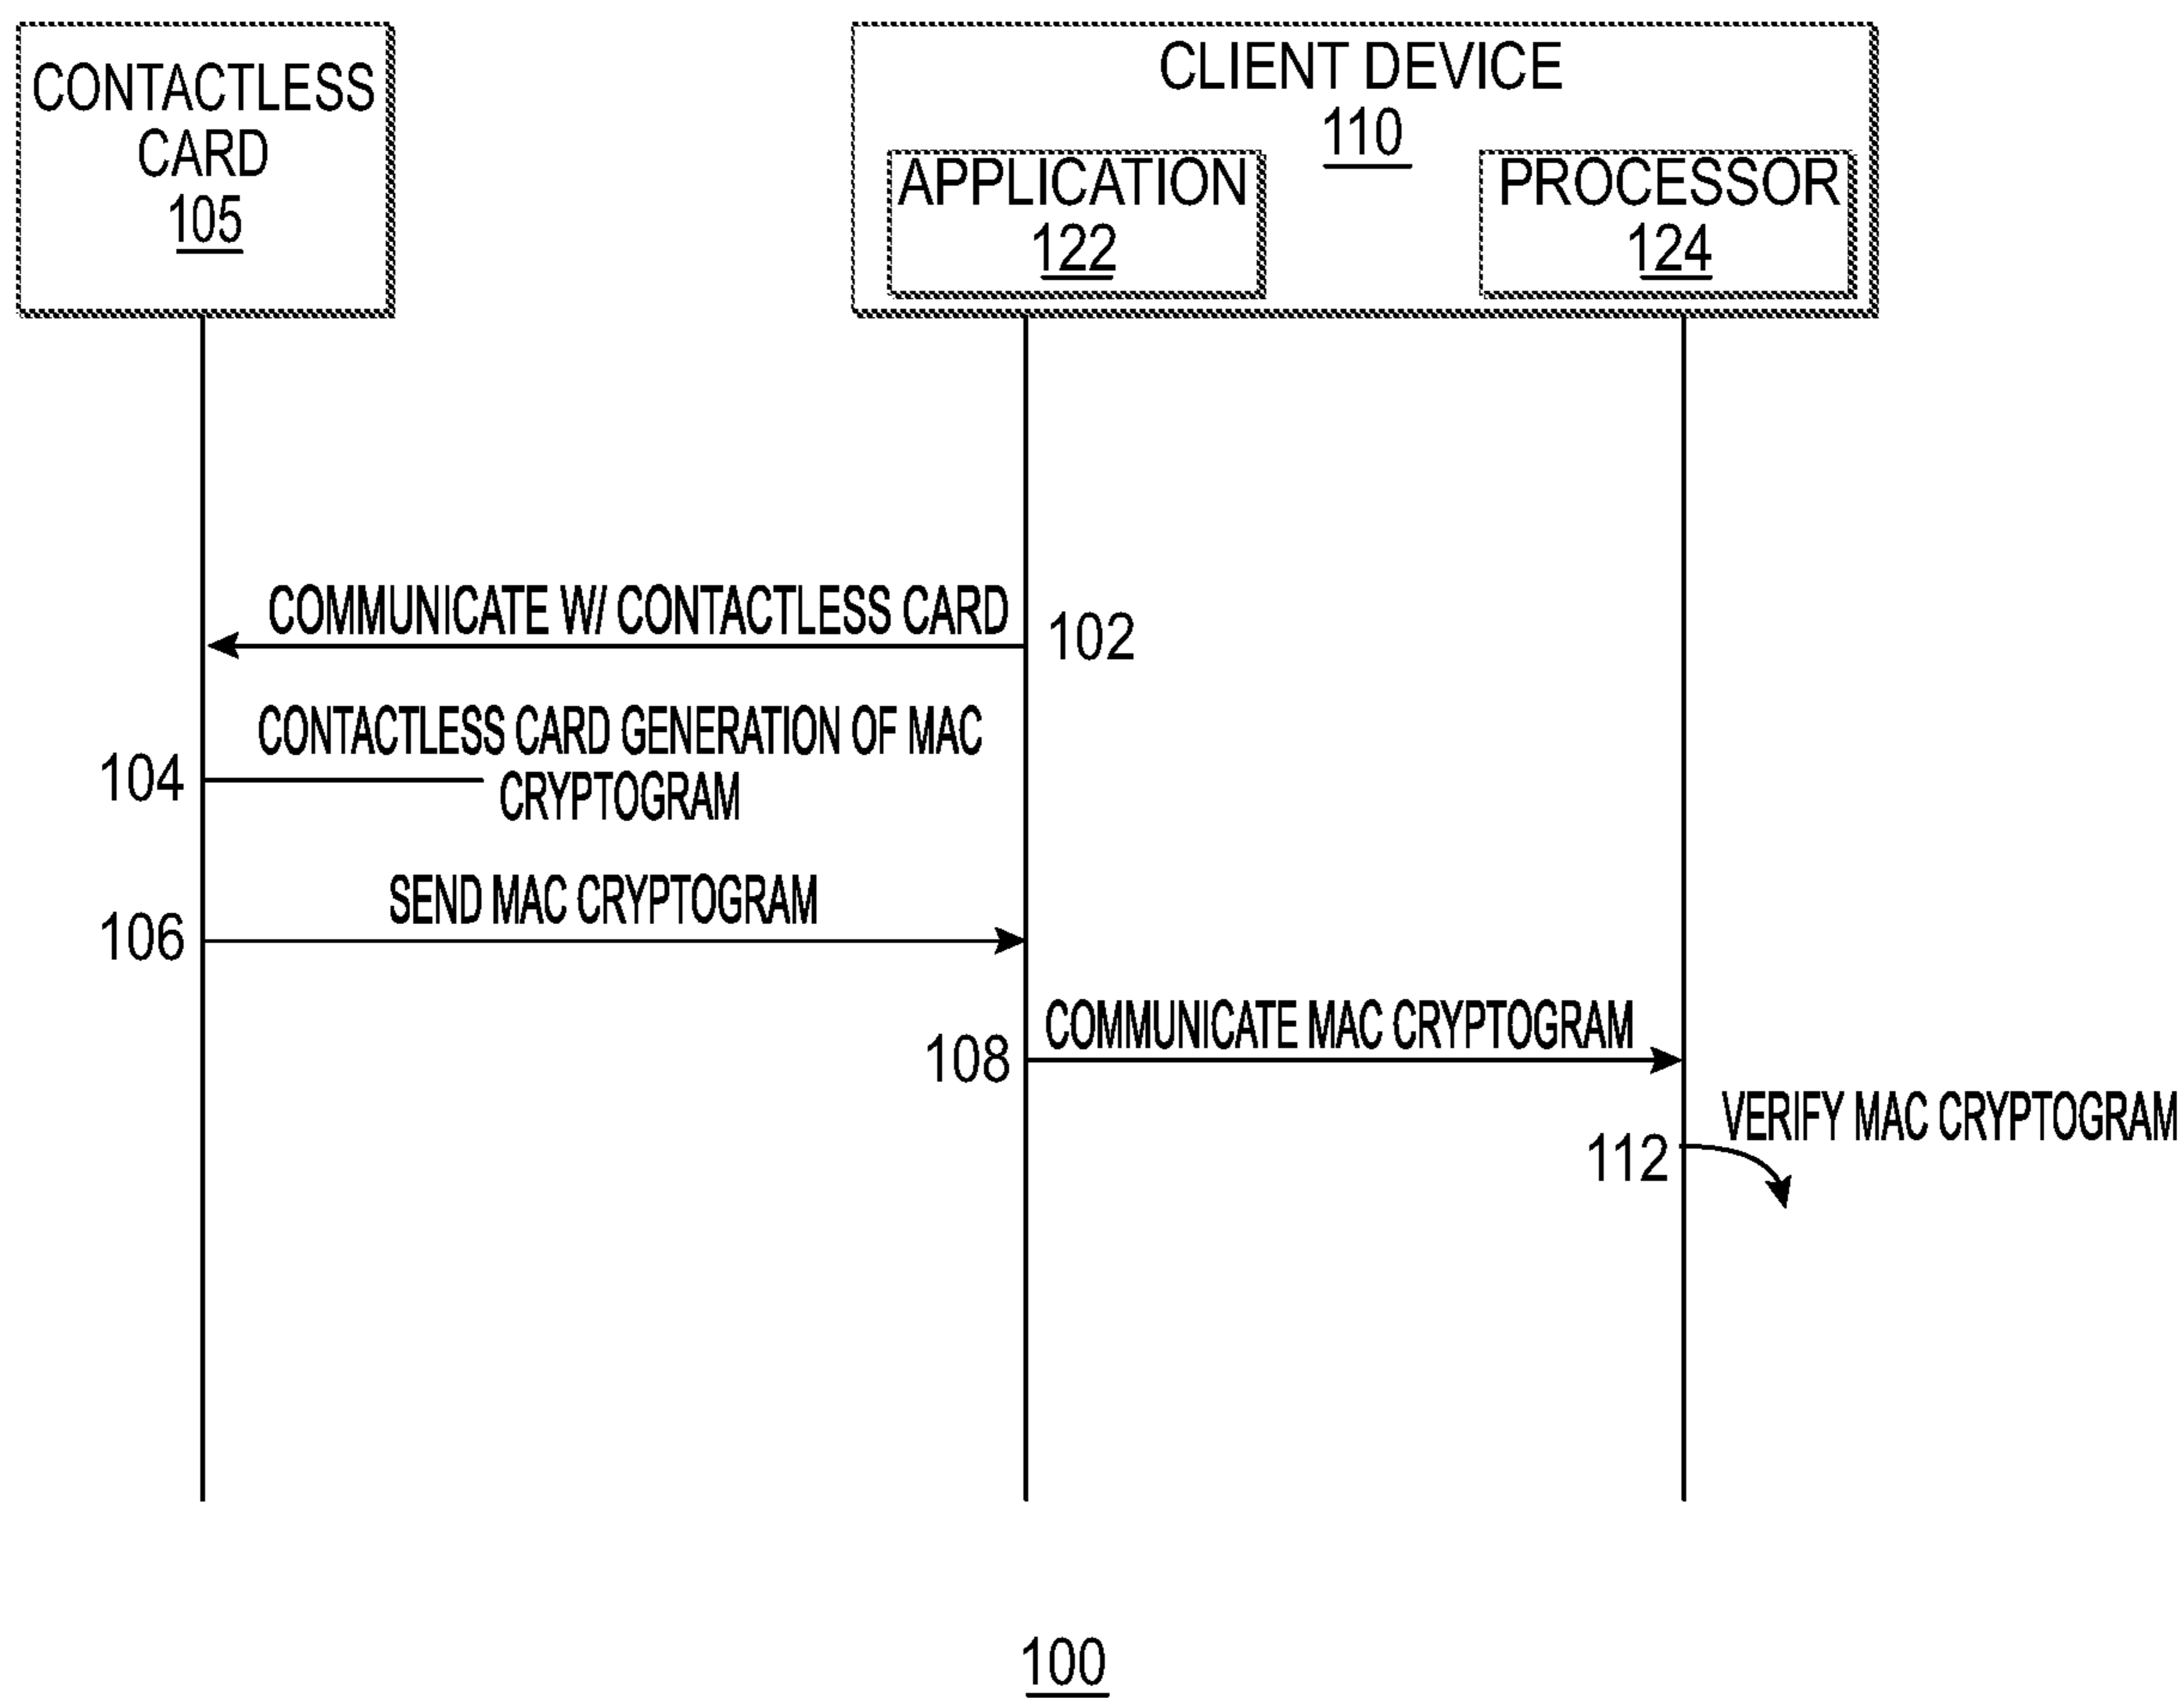 CONTACTLESS
CARD
105
CLIENT DEVICE
110
APPLICATION
122
PROCESSOR
124
COMMUNICATE W/ CONTACTLESS CARD
102
CONTACTLESS CARD GENERATION OF MAC
104
CRYPTOGRAM
SEND MAC CRYPTOGRAM
106
COMMUNICATE MAC CRYPTOGRAM
108
VERIFY MAC CRYPTOGRAM
112
100